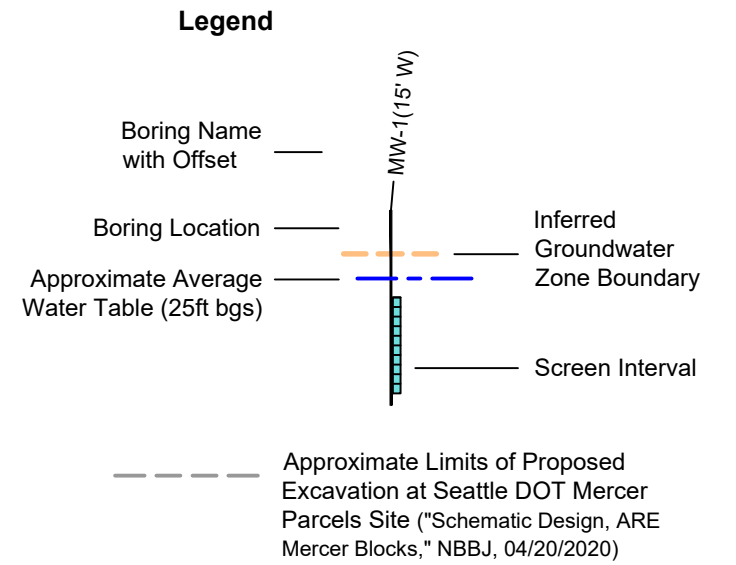 Legend
MW-1(15' W)
Boring Name
with Offset
Boring Location
Approximate Average
Water Table (25ft bgs)
Inferred
Groundwater
Zone Boundary
Screen Interval
Approximate Limits of Proposed
Excavation at Seattle DOT Mercer
Parcels Site ("Schematic Design, ARE
Mercer Blocks," NBBJ, 04/20/2020)